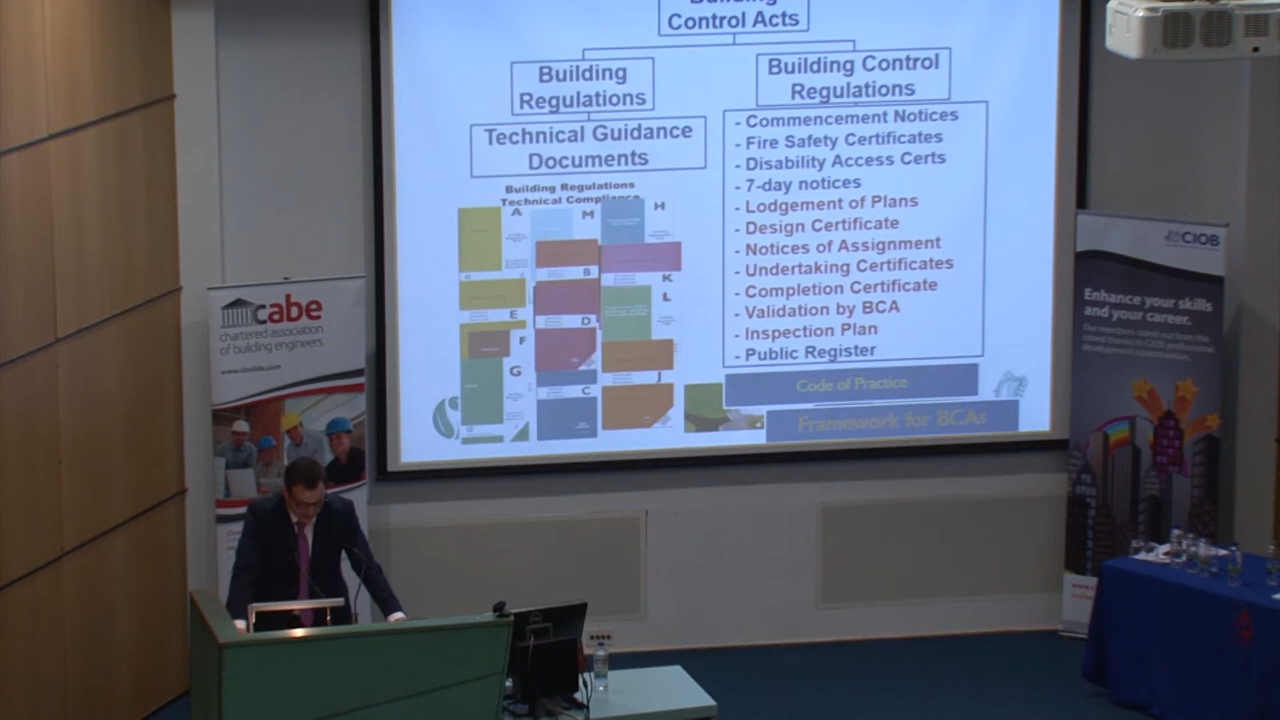 Building
Control Acts
Building
Regulations
Building Control
Regulations
Technical Guidance
Documents
- Commencement Notices
- Fire Safety Certificates
- Disability Access Certs
- 7-day notices
- Lodgement of Plans
- Design Certificate
- Notices of Assignment
- Undertaking Certificates
- Completion Certificate
- Validation by BCA
- Inspection Plan
- Public Register
Building Regulations
Technical Compliance
A
M
H
B
K
E
L
D
F
G
J
C
Code of Practice
Framework for BCAs
cabe
chartered association
of building engineers
CIOB
Enhance your skills
and your career.